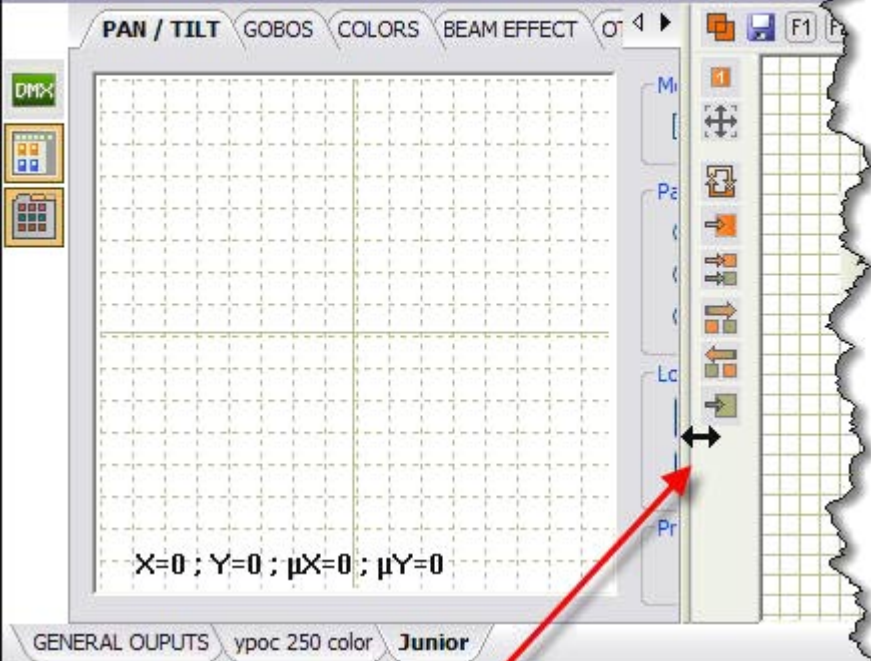 PAN / TILT GOBOS COLORS BEAM EFFECT
F1
DMX
1
X=0 ; Y=0 ; µX=0 ; µY=0
GENERAL OUPUTS ypoc 250 color Junior